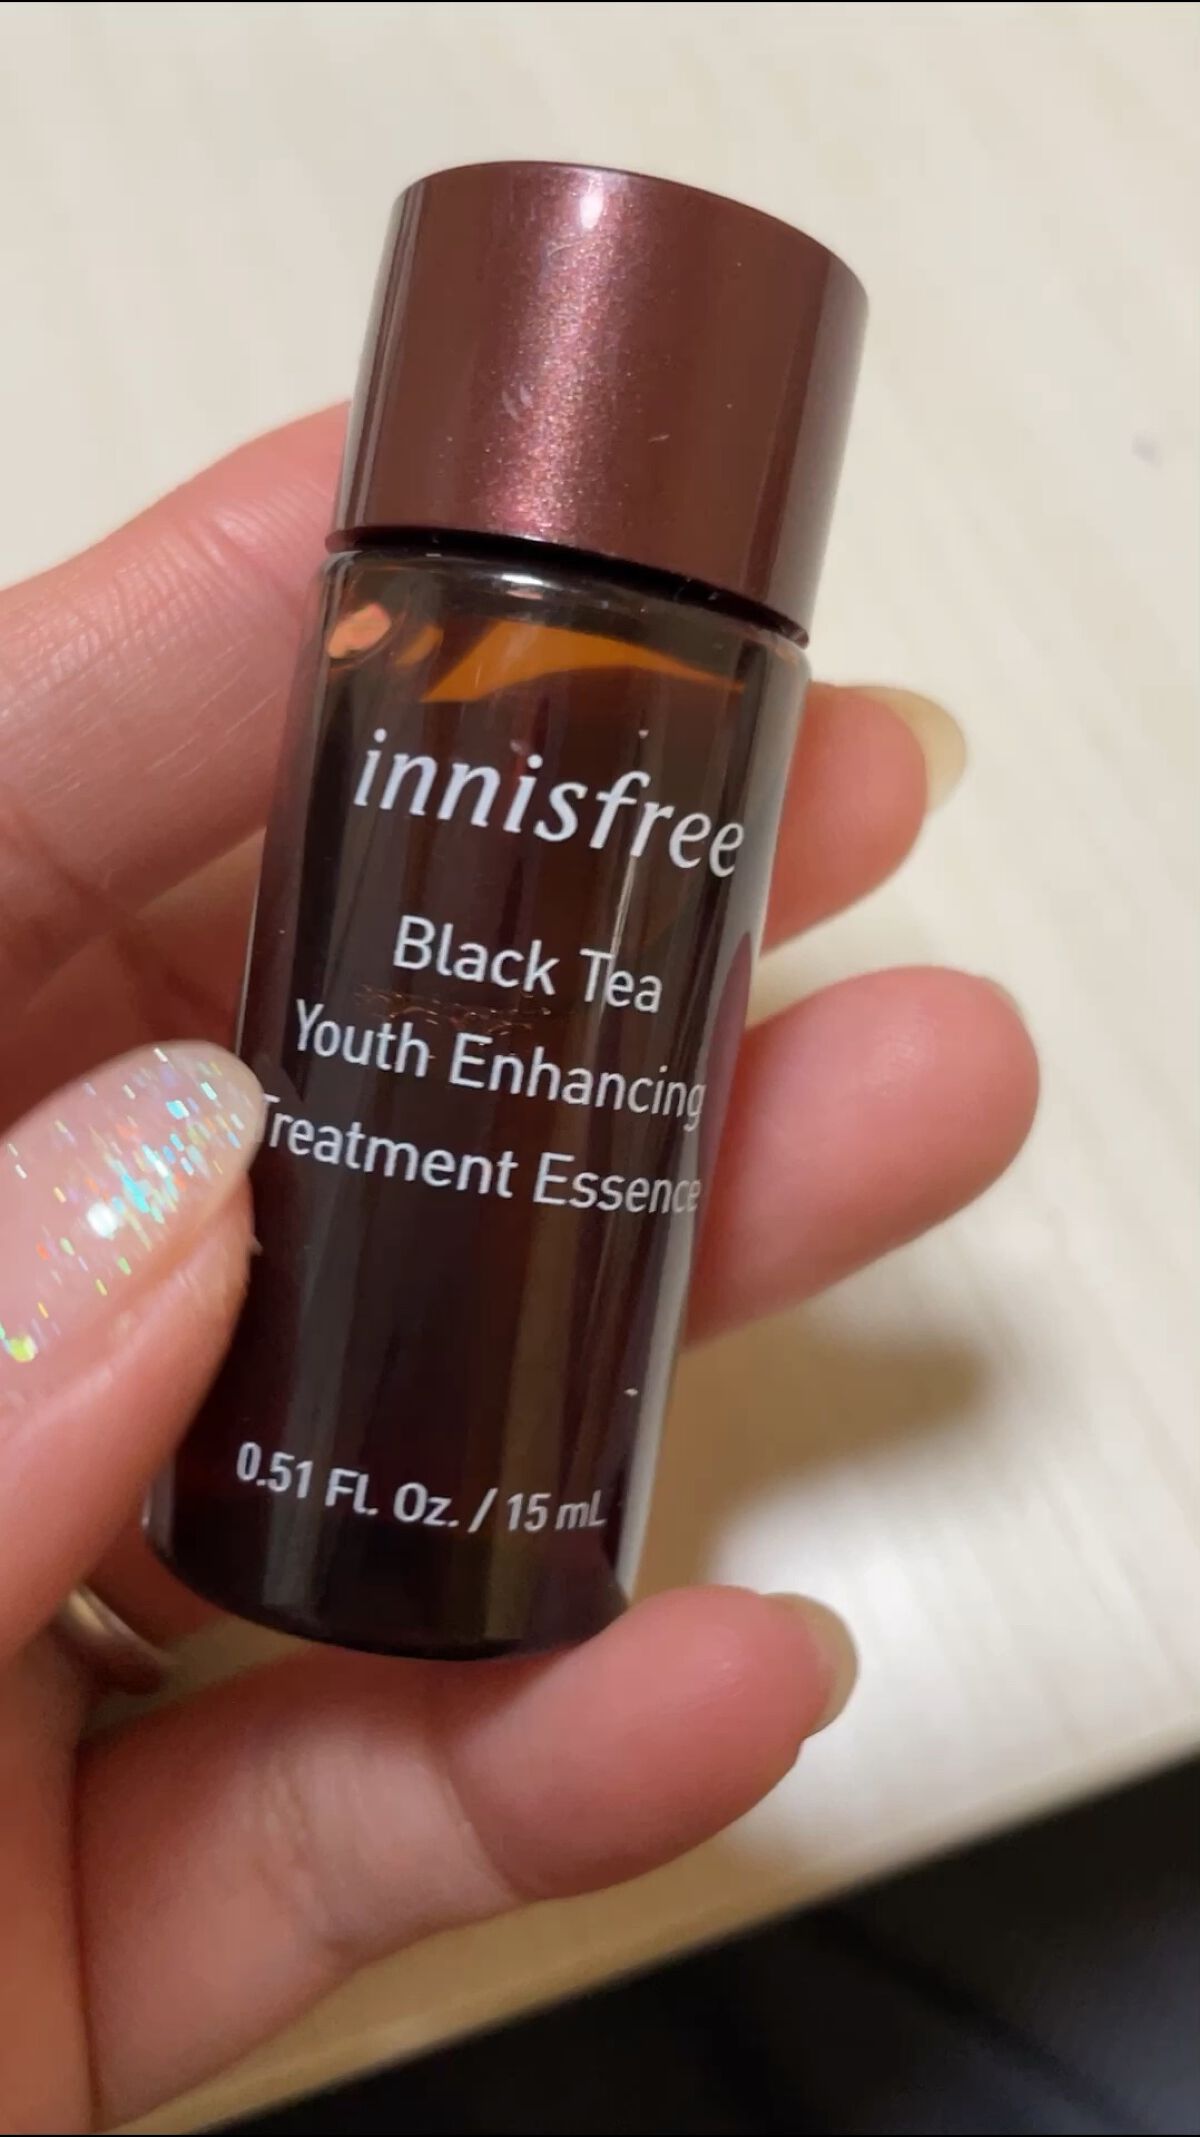 innisfree
Black Tea
Youth Enhancing
Treatment Essence
0.51 FL. Oz. / 15 mL